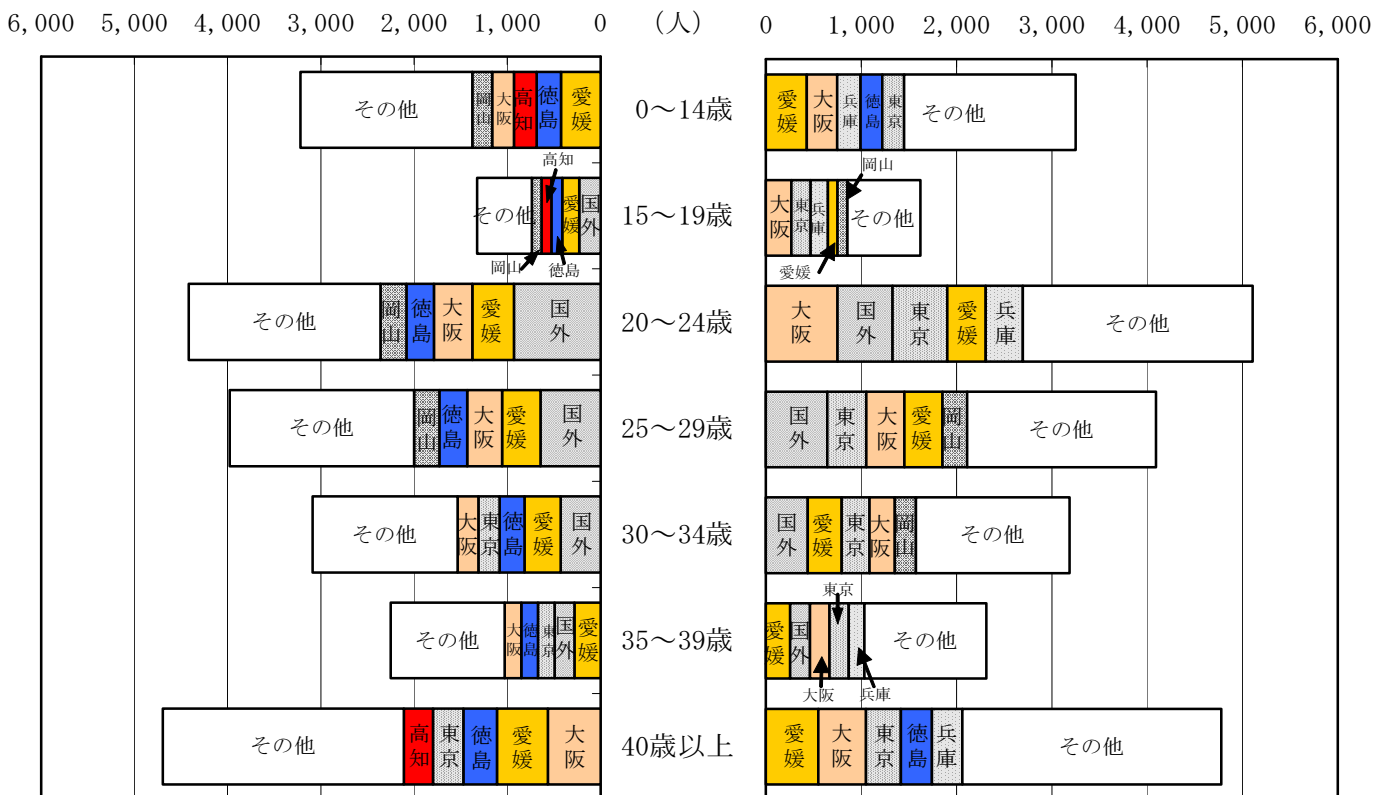 6,000 5,000 4,000 3,000 2,000 1,000 0 (人) 0 1,000 2,000 3,000 4,000 5,000 6,000
その他 岡山 大阪 高知 徳島 愛媛 0～14歳 愛媛 大阪 兵庫 徳島 東京 その他
高知 岡山
その他 愛媛 国外 15～19歳 大阪 東京 兵庫 その他
岡山 徳島 愛媛
その他 岡山 徳島 大阪 愛媛 国外 20～24歳 大阪 国外 東京 愛媛 兵庫 その他
その他 岡山 徳島 大阪 愛媛 国外 25～29歳 国外 東京 大阪 愛媛 岡山 その他
その他 大阪 東京 徳島 愛媛 国外 30～34歳 国外 愛媛 東京 大阪 岡山 その他
東京
その他 大阪 徳島 東京 国外 愛媛 35～39歳 愛媛 国外 その他
大阪 兵庫
その他 高知 東京 徳島 愛媛 大阪 40歳以上 愛媛 大阪 東京 徳島 兵庫 その他